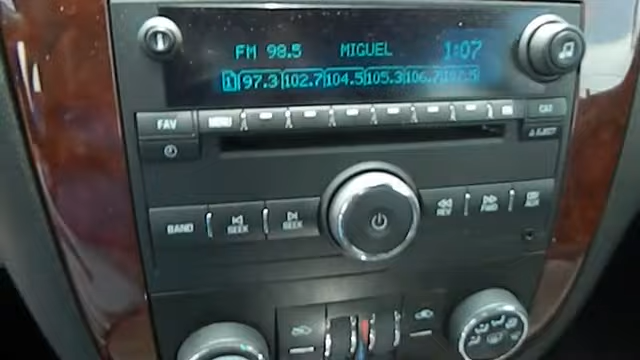 FM 98.5 MIGUEL 1:07
1 97.3 102.7 104.5 105.3 106.7
FAV MENU CAT
EJECT
BAND SEEK SEEK REV FWD